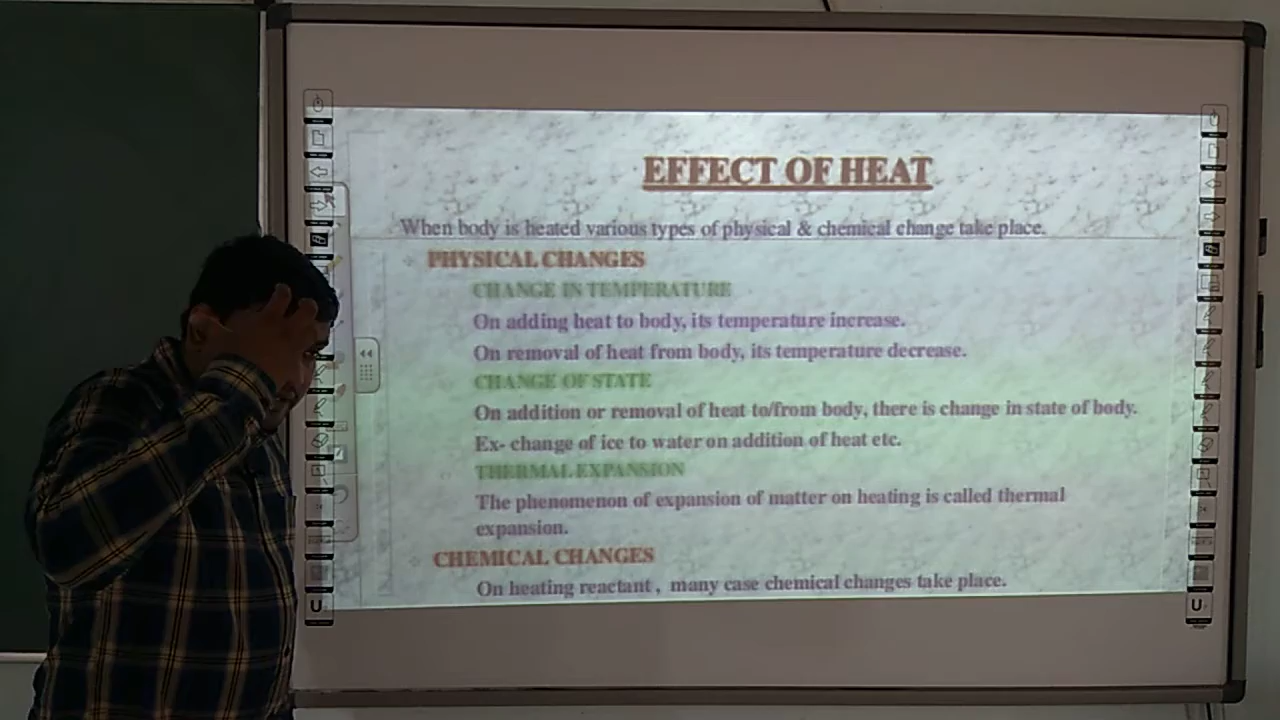 EFFECT OF HEAT
When body is heated various types of physical & chemical change take place.
PHYSICAL CHANGES
CHANGE IN TEMPERATURE
On adding heat to body, its temperature increase.
On removal of heat from body, its temperature decrease.
CHANGE OF STATE
On addition or removal of heat to/from body, there is change in state of body.
Ex- change of ice to water on addition of heat etc.
THERMAL EXPANSION
The phenomenon of expansion of matter on heating is called thermal
expansion.
CHEMICAL CHANGES
On heating reactant , many case chemical changes take place.